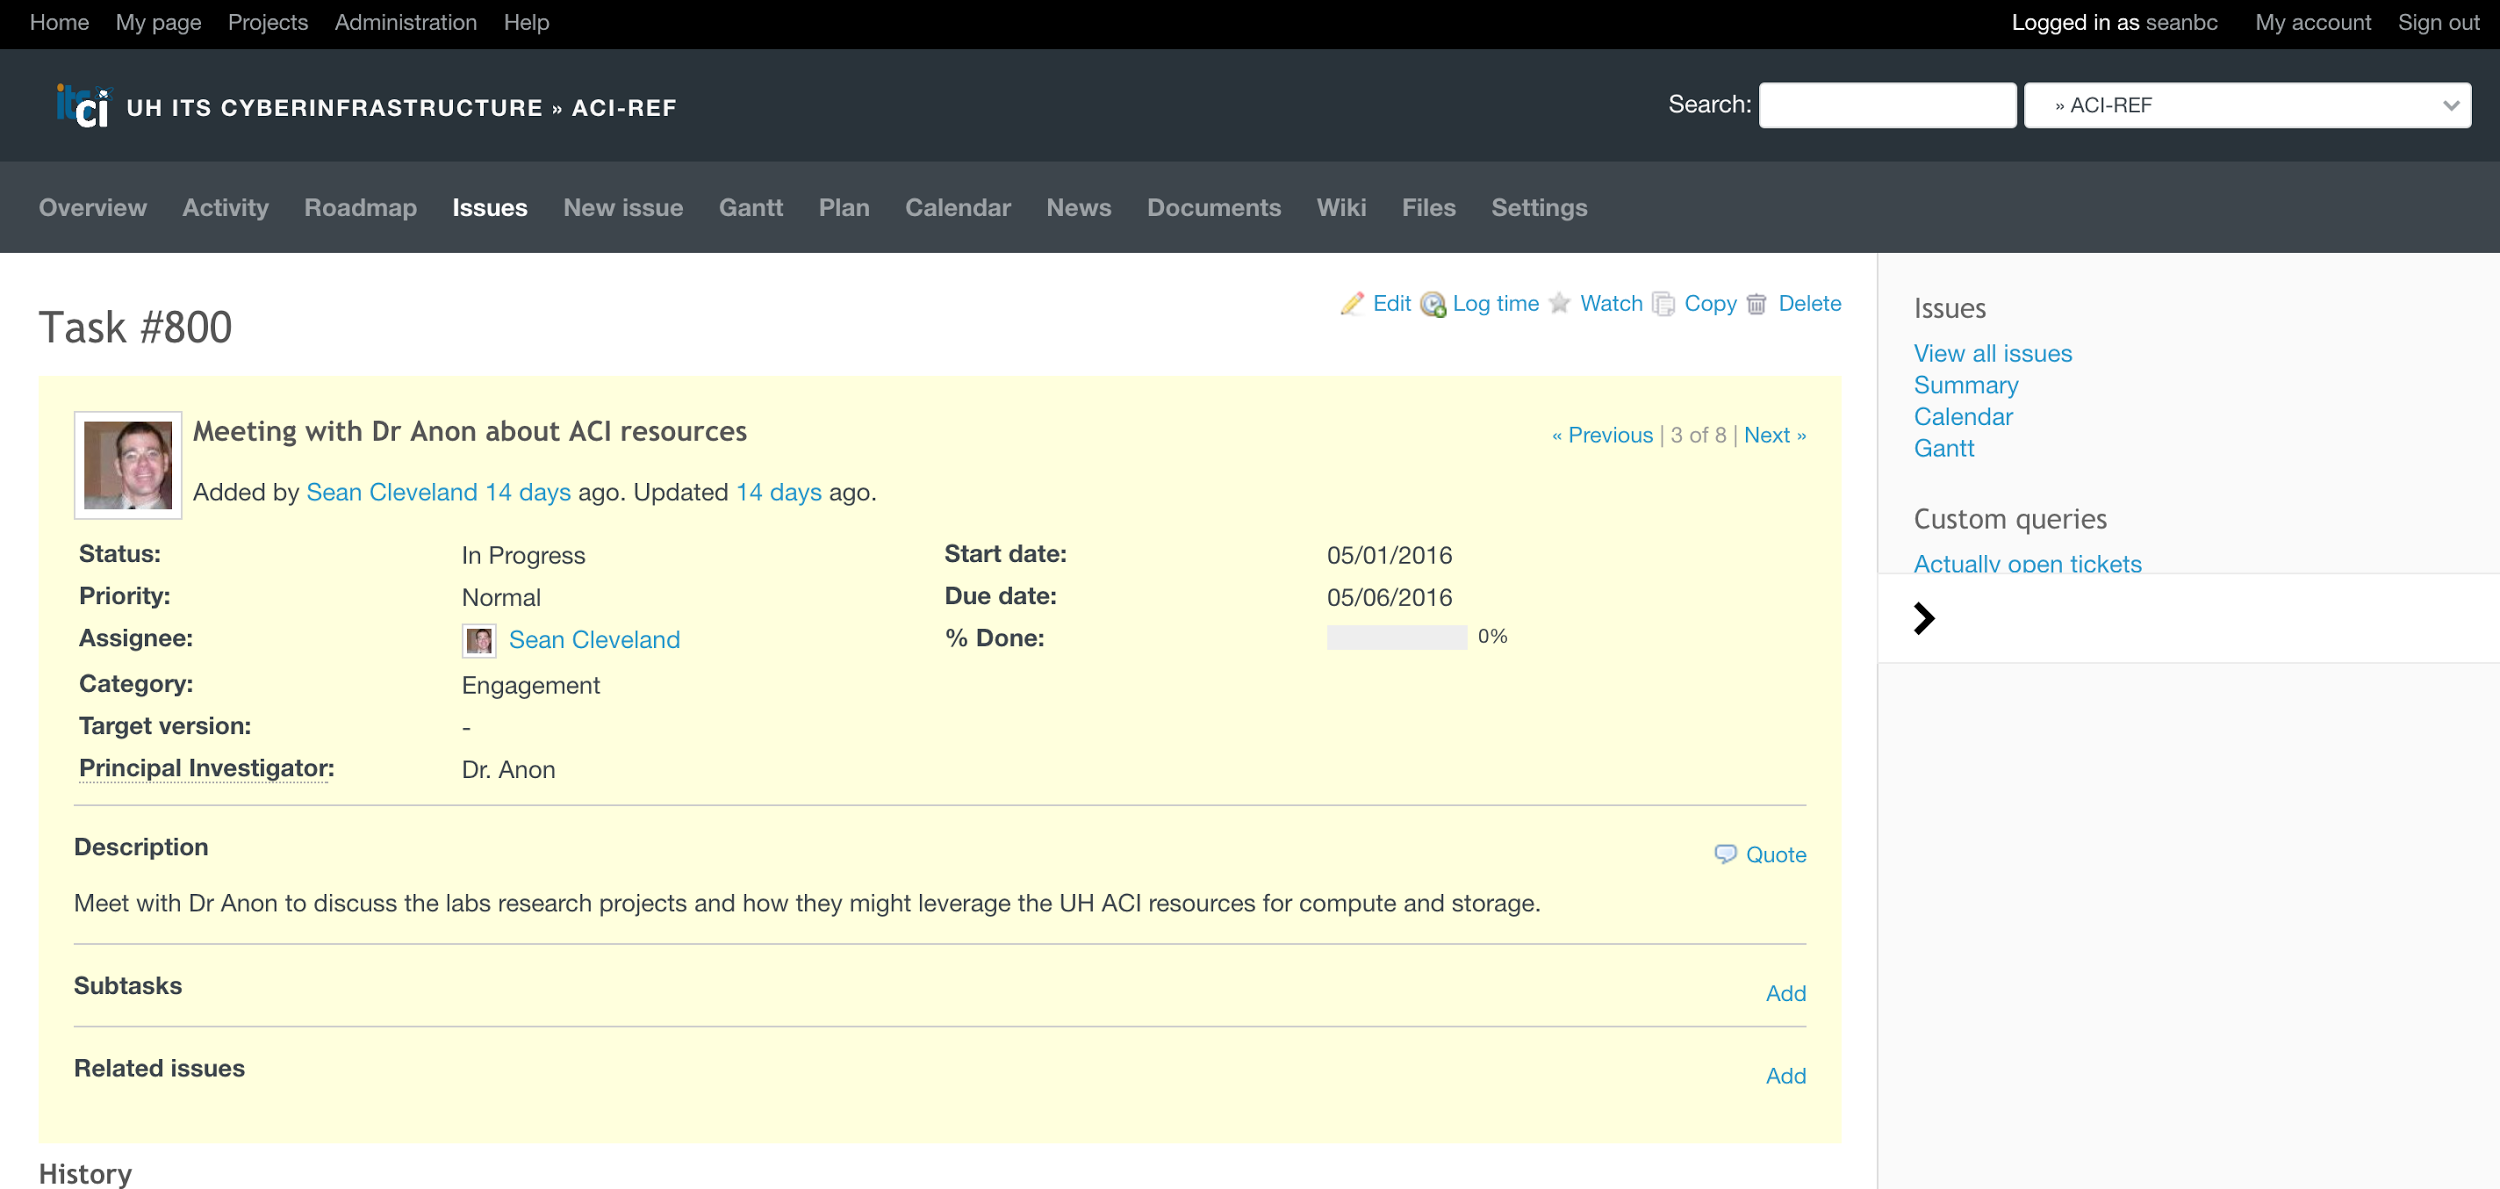 Home My page Projects Administration Help Logged in as seanbc My account Sign out
itci UH ITS CYBERINFRASTRUCTURE » ACI-REF Search: » ACI-REF
Overview Activity Roadmap Issues New issue Gantt Plan Calendar News Documents Wiki Files Settings
Edit Log time Watch Copy Delete
Task #800
Meeting with Dr Anon about ACI resources
« Previous | 3 of 8 | Next »
Added by Sean Cleveland 14 days ago. Updated 14 days ago.
Status: In Progress Start date: 05/01/2016
Priority: Normal Due date: 05/06/2016
Assignee: Sean Cleveland % Done: 0%
Category: Engagement
Target version: -
Principal Investigator: Dr. Anon
Description
Quote
Meet with Dr Anon to discuss the labs research projects and how they might leverage the UH ACI resources for compute and storage.
Subtasks
Add
Related issues
Add
History
Issues
View all issues
Summary
Calendar
Gantt
Custom queries
Actually open tickets